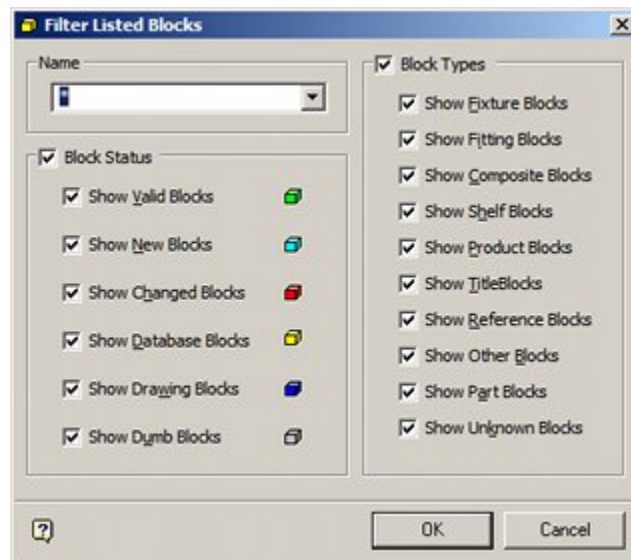 Filter Listed Blocks
Name
*
Block Status
Show Valid Blocks
Show New Blocks
Show Changed Blocks
Show Database Blocks
Show Drawing Blocks
Show Dumb Blocks
Block Types
Show Fixture Blocks
Show Fitting Blocks
Show Composite Blocks
Show Shelf Blocks
Show Product Blocks
Show TitleBlocks
Show Reference Blocks
Show Other Blocks
Show Part Blocks
Show Unknown Blocks
OK
Cancel